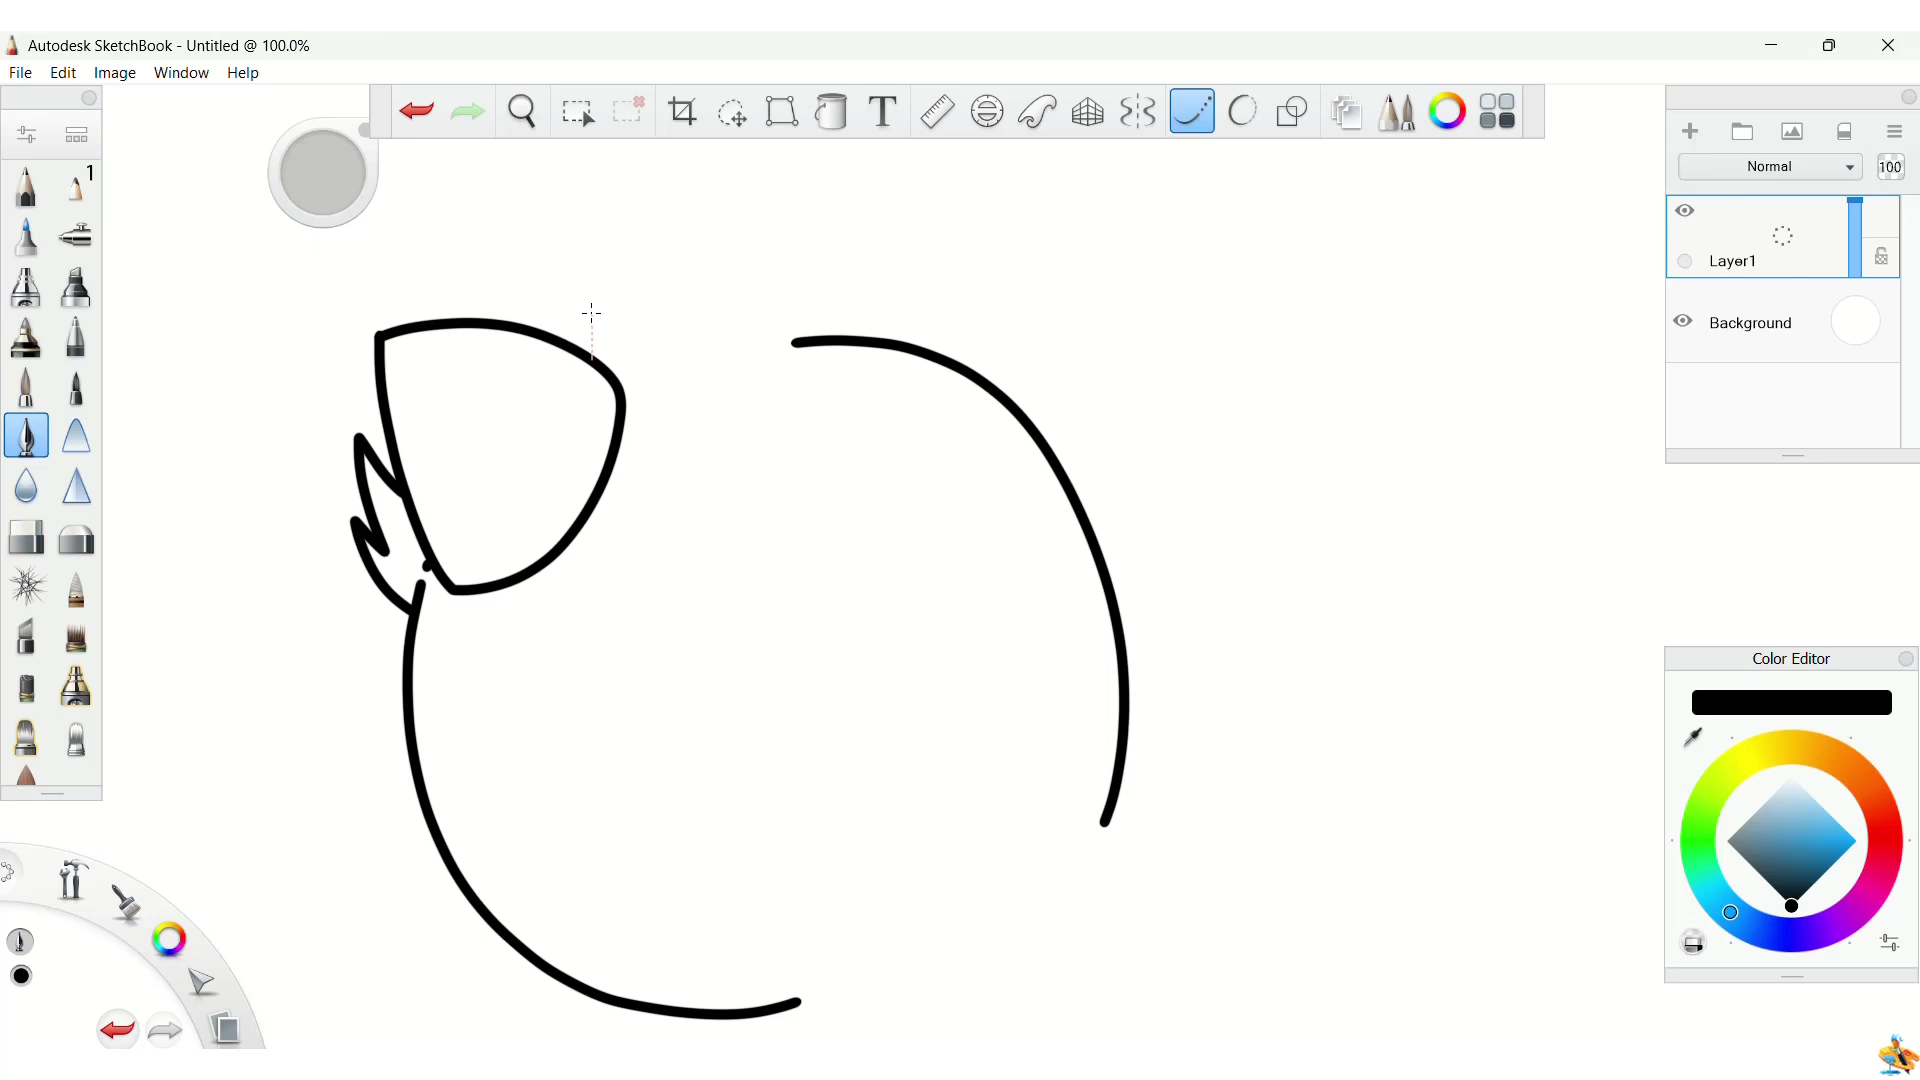 Autodesk SketchBook - Untitled @ 100.0%
File Edit Image Window Help
T
1
Normal 100
Layer1
Background
Color Editor